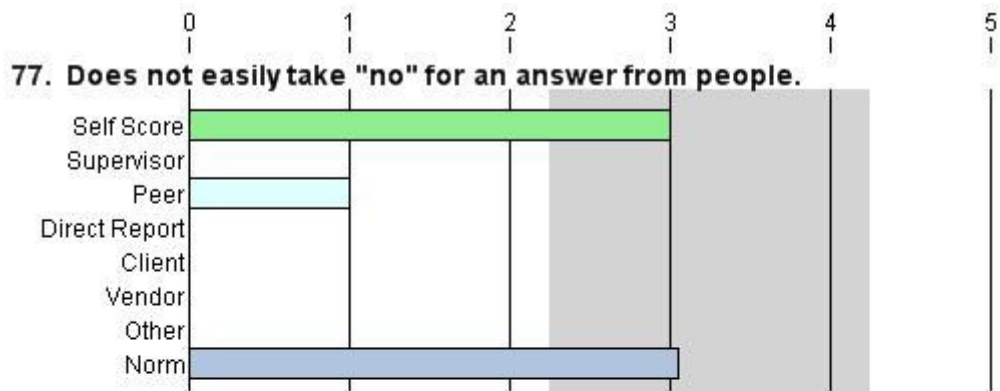 0 1 2 3 4 5
77. Does not easily take "no" for an answer from people.
Self Score
Supervisor
Peer
Direct Report
Client
Vendor
Other
Norm